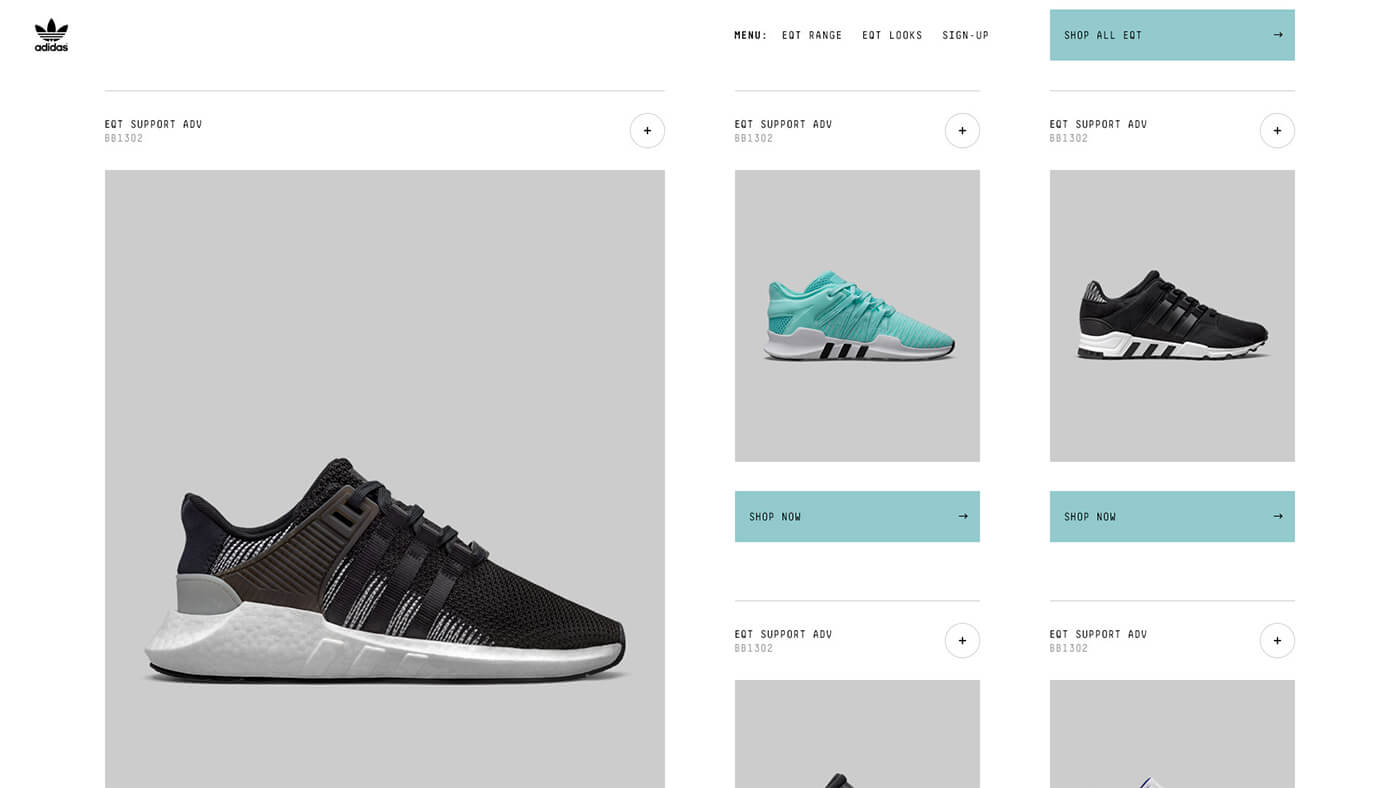 adidas
MENU: EQT RANGE EQT LOOKS SIGN-UP
SHOP ALL EQT →
EQT SUPPORT ADV
BB1302
+
EQT SUPPORT ADV
BB1302
+
EQT SUPPORT ADV
BB1302
+
SHOP NOW →
SHOP NOW →
EQT SUPPORT ADV
BB1302
+
EQT SUPPORT ADV
BB1302
+